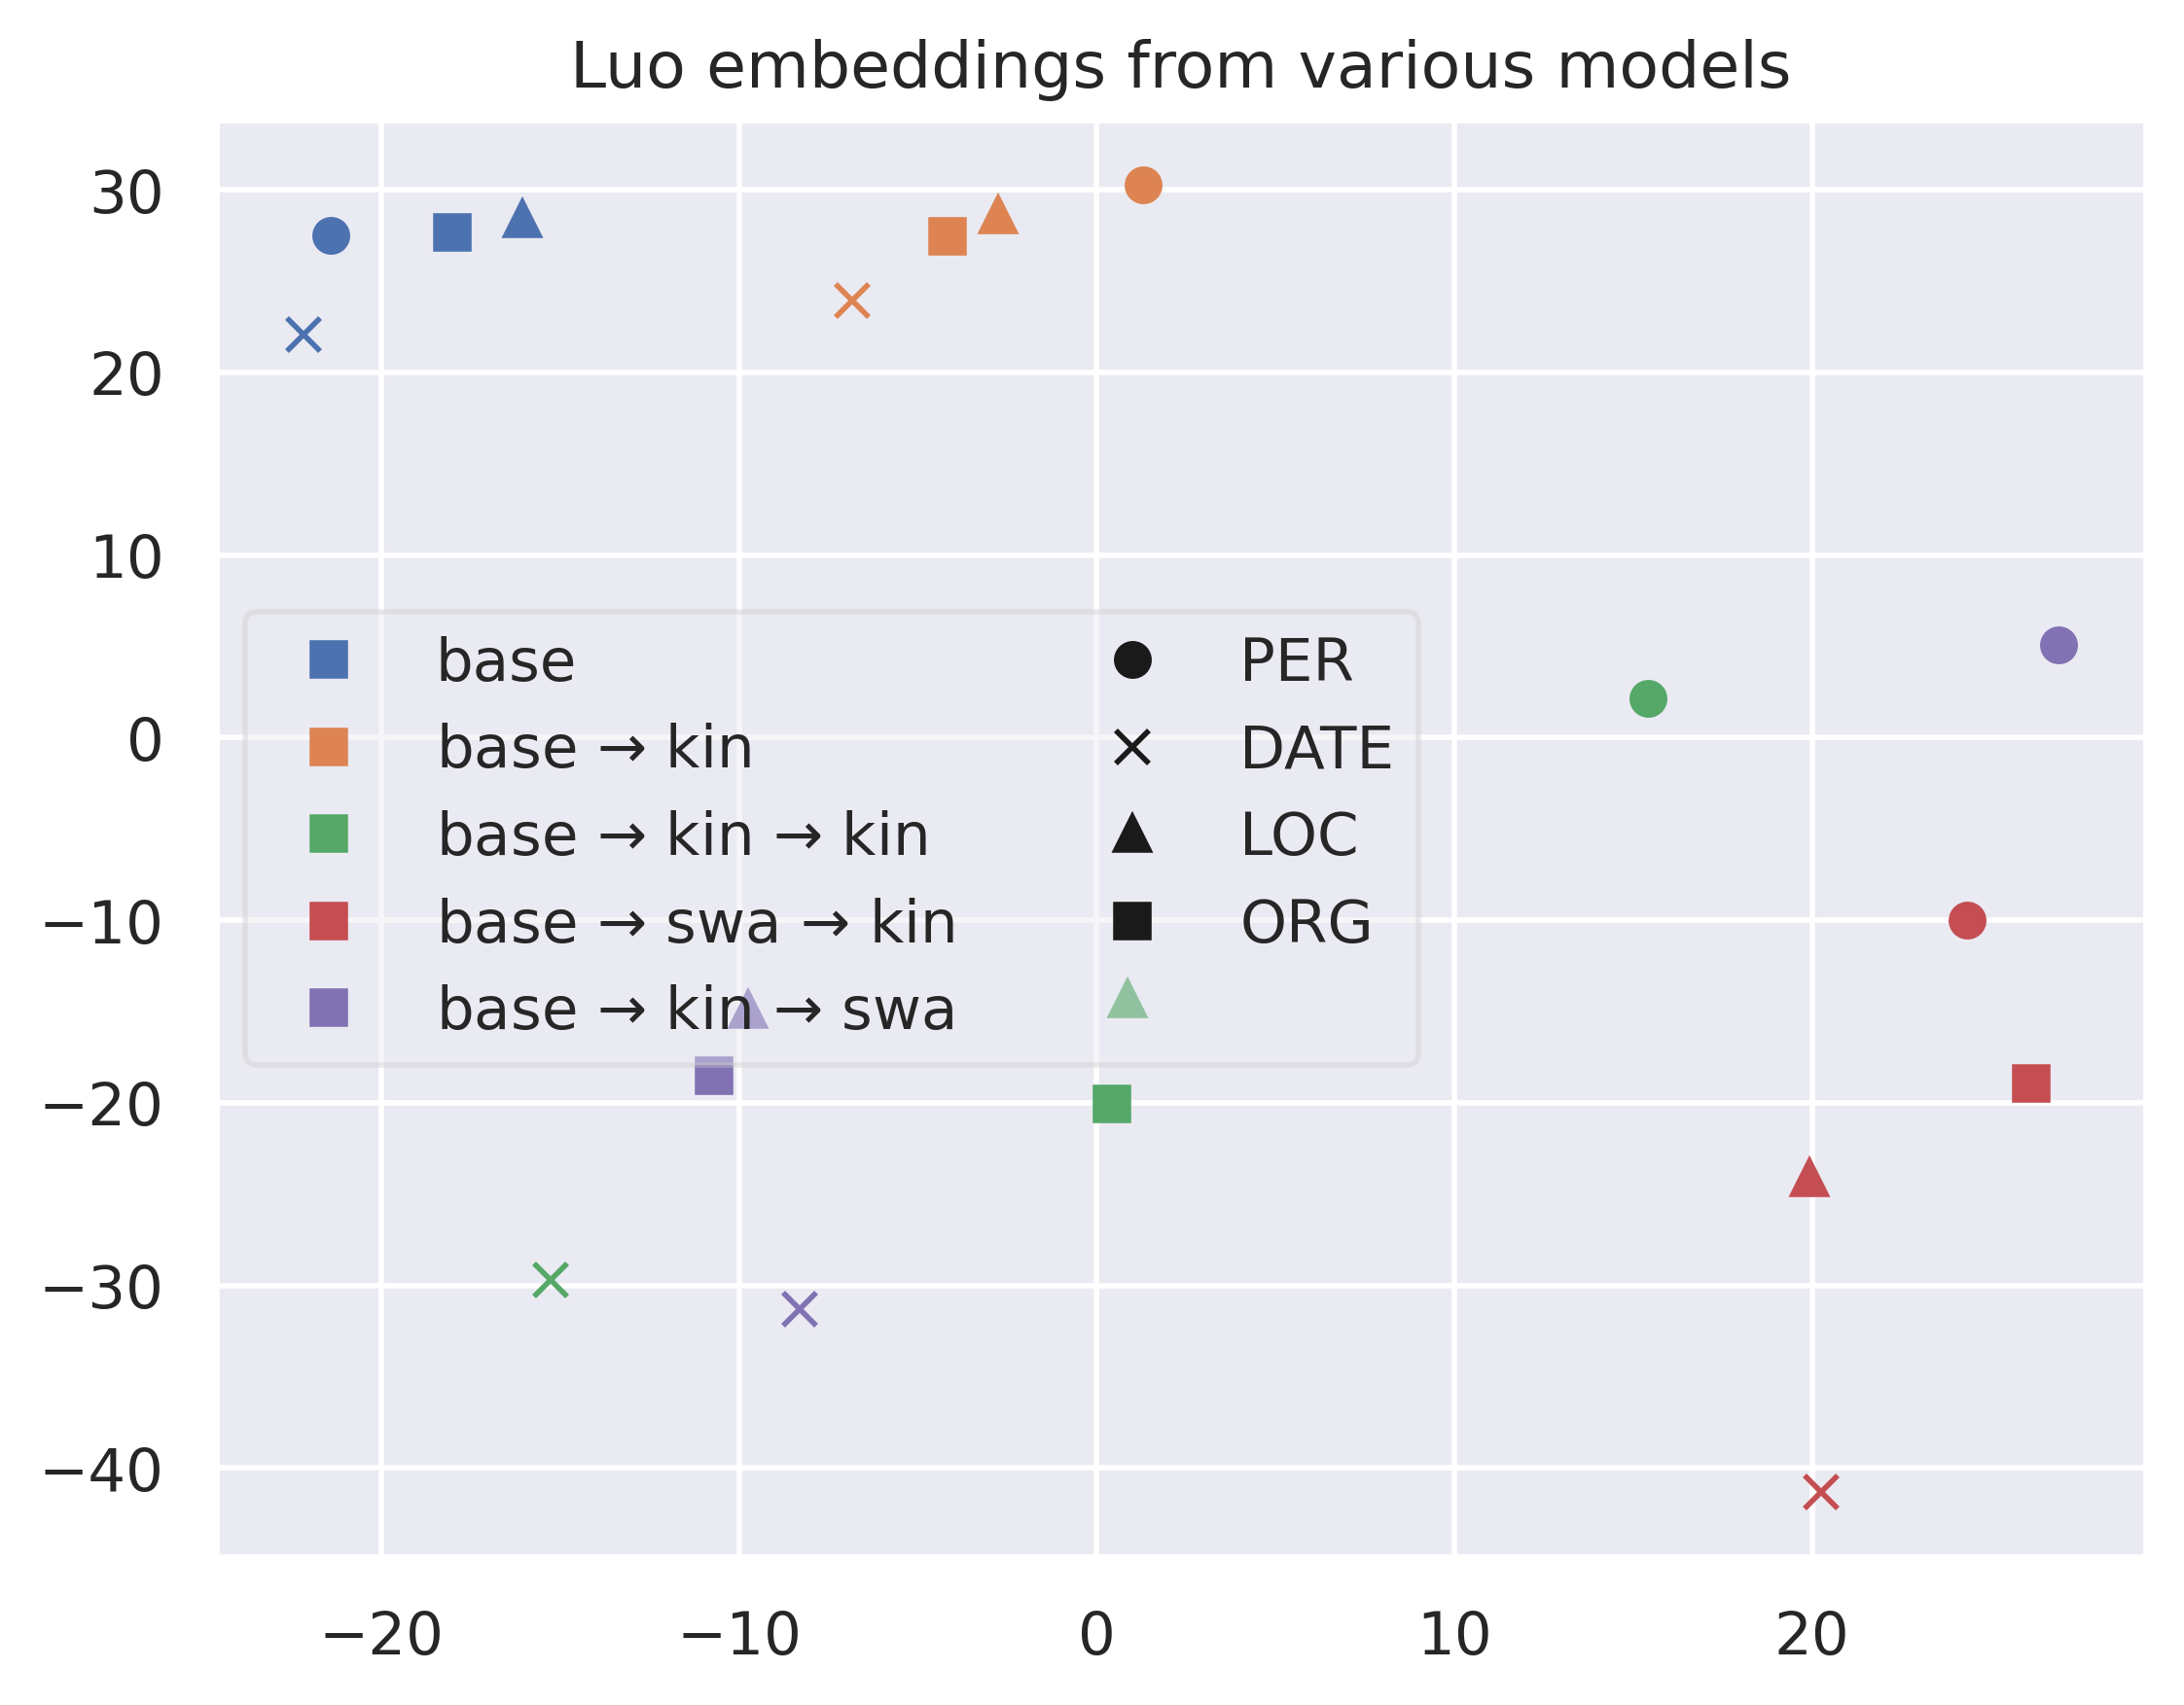 Luo embeddings from various models
30
20
10
0
−10
−20
−30
−40
base
base → kin
base → kin → kin
base → swa → kin
base → kin → swa
PER
DATE
LOC
ORG
−20 −10 0 10 20